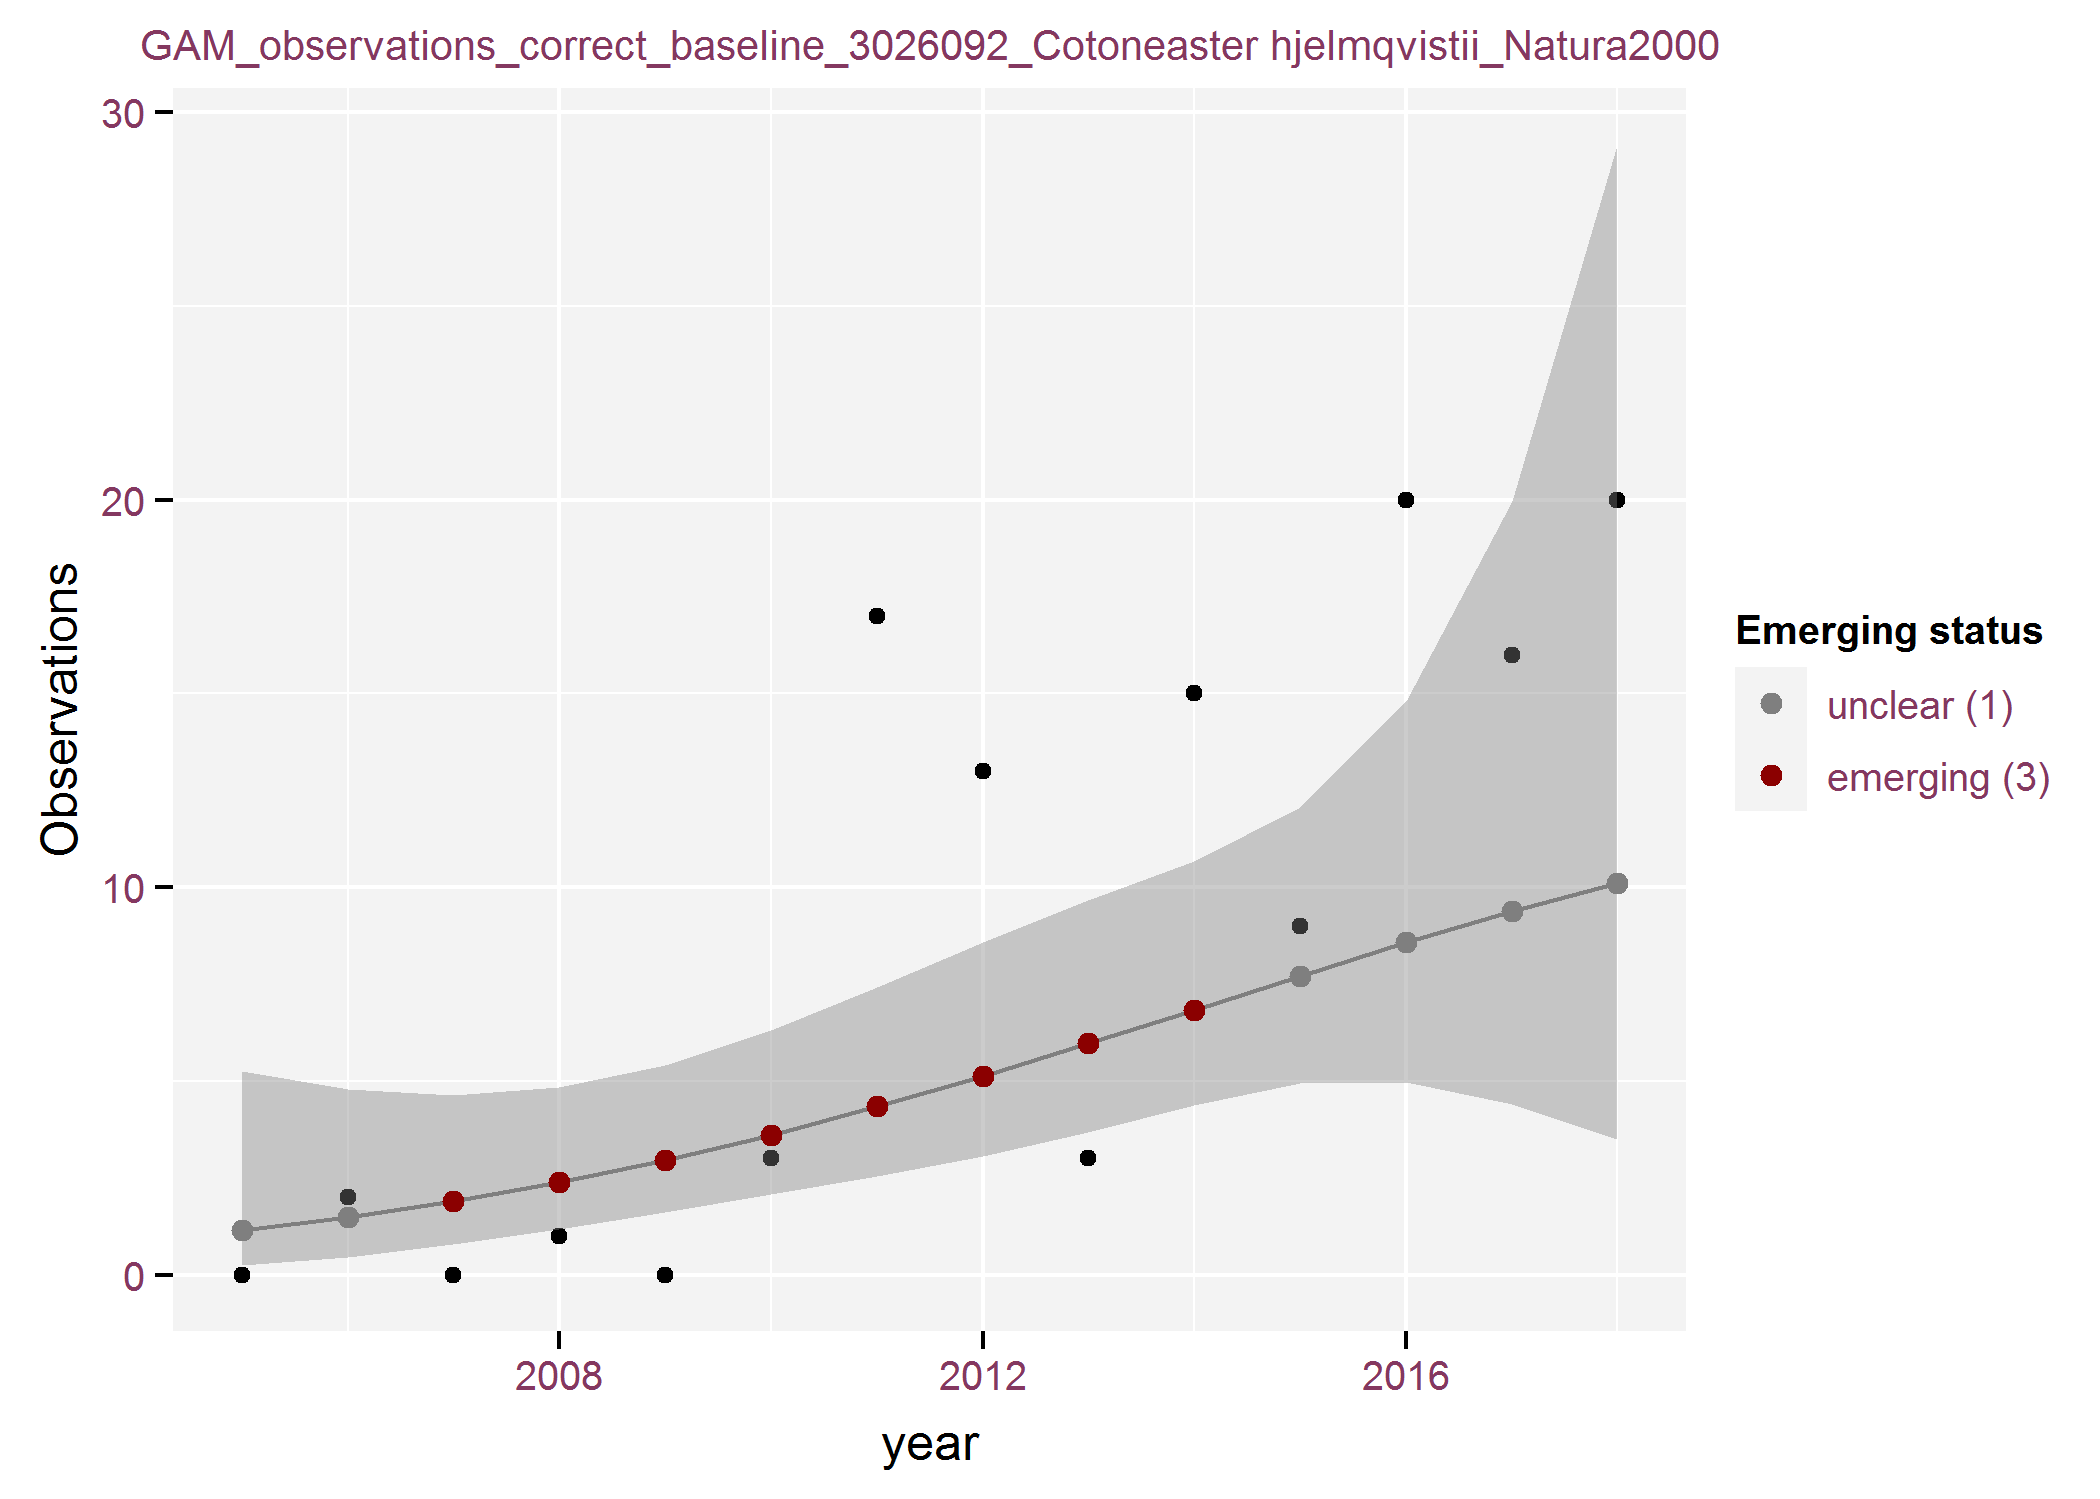 GAM_observations_correct_baseline_3026092_Cotoneaster hjelmqvistii_Natura2000
30
20
10
0
Observations
2008
2012
2016
year
Emerging status
unclear (1)
emerging (3)